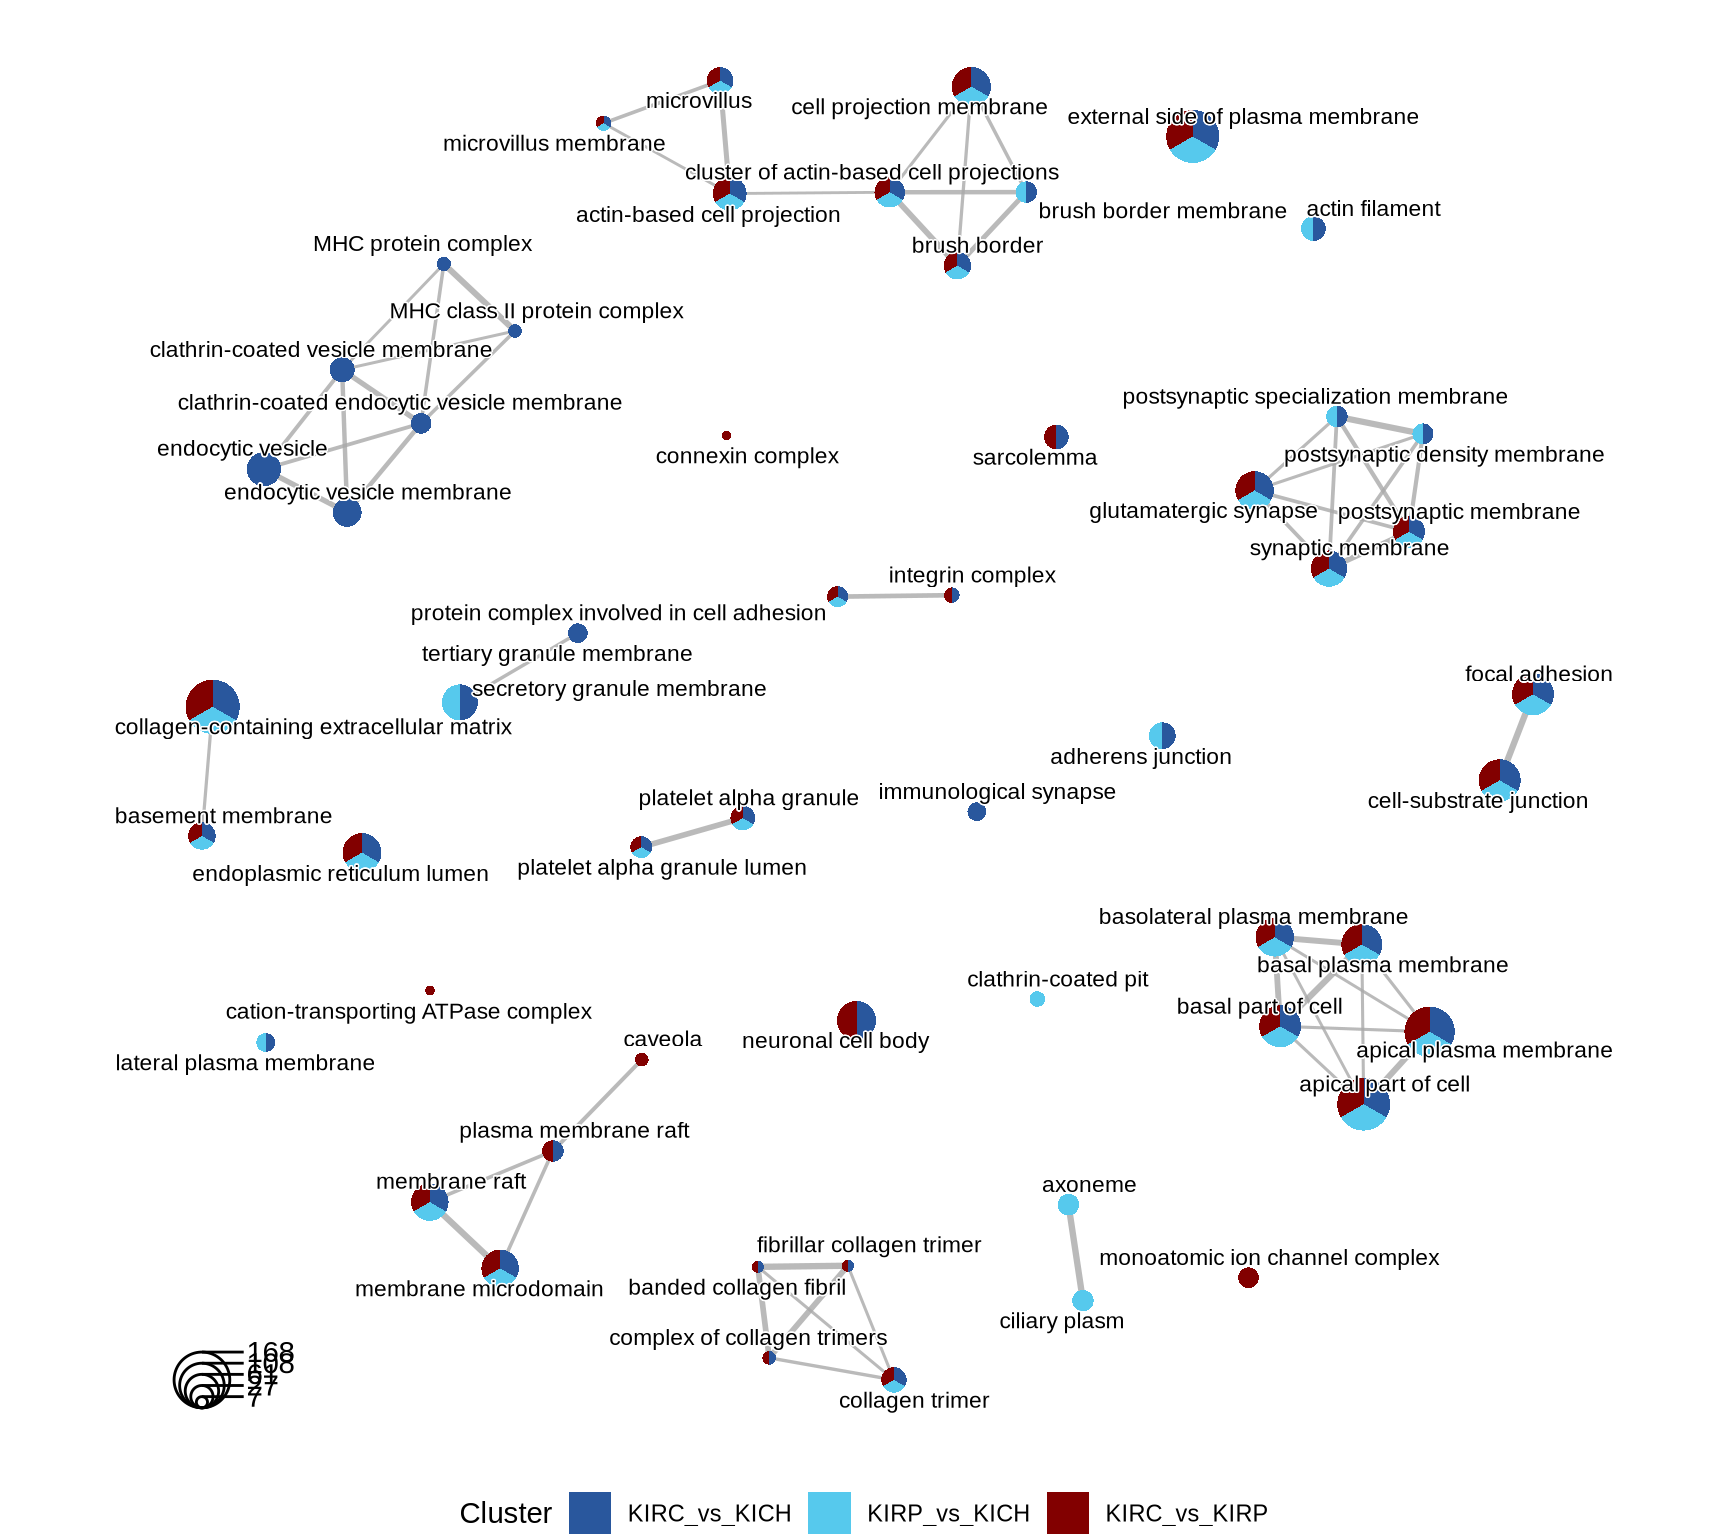 microvillus
cell projection membrane
external side of plasma membrane
microvillus membrane
cluster of actin-based cell projections
actin-based cell projection
brush border membrane
actin filament
MHC protein complex
brush border
MHC class II protein complex
clathrin-coated vesicle membrane
clathrin-coated endocytic vesicle membrane
postsynaptic specialization membrane
endocytic vesicle
connexin complex
sarcolemma
postsynaptic density membrane
endocytic vesicle membrane
glutamatergic synapse
postsynaptic membrane
synaptic membrane
integrin complex
protein complex involved in cell adhesion
tertiary granule membrane
secretory granule membrane
focal adhesion
collagen-containing extracellular matrix
adherens junction
platelet alpha granule
immunological synapse
cell-substrate junction
basement membrane
endoplasmic reticulum lumen
platelet alpha granule lumen
basolateral plasma membrane
basal plasma membrane
clathrin-coated pit
cation-transporting ATPase complex
basal part of cell
caveola
neuronal cell body
apical plasma membrane
lateral plasma membrane
apical part of cell
plasma membrane raft
membrane raft
axoneme
fibrillar collagen trimer
monoatomic ion channel complex
membrane microdomain
banded collagen fibril
ciliary plasm
complex of collagen trimers
collagen trimer
168
108
61
27
7
Cluster KIRC_vs_KICH KIRP_vs_KICH KIRC_vs_KIRP